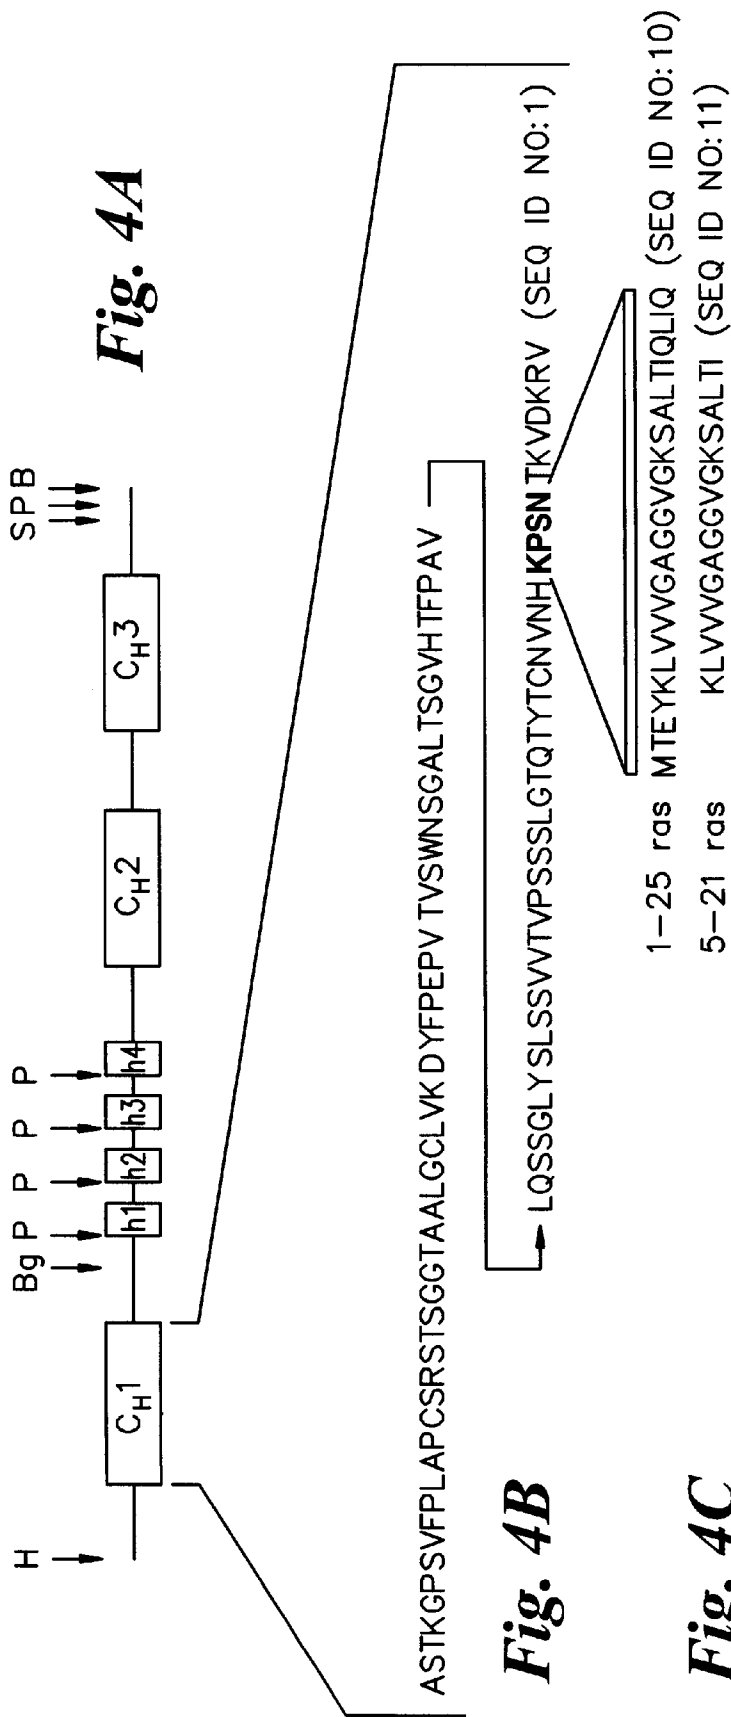 H Bg P P P P S P B
CH1 h1 h2 h3 h4 CH2 CH3
Fig. 4A
ASTKGPSVFPLAPCSRSTSGGTAALGCLVKDYFPEPVTVSWNSGALTSGVHTFPAV
LQSSGLYSLSSVVTVPSSSLGTQTYTCNVNHKPSNTKVDKRV (SEQ ID NO:1)
Fig. 4B
1-25 ras MTEYKLVVVGAGGVGKSALTIQLIQ (SEQ ID NO:10)
5-21 ras KLVVVGAGGVGKSALTI (SEQ ID NO:11)
Fig. 4C